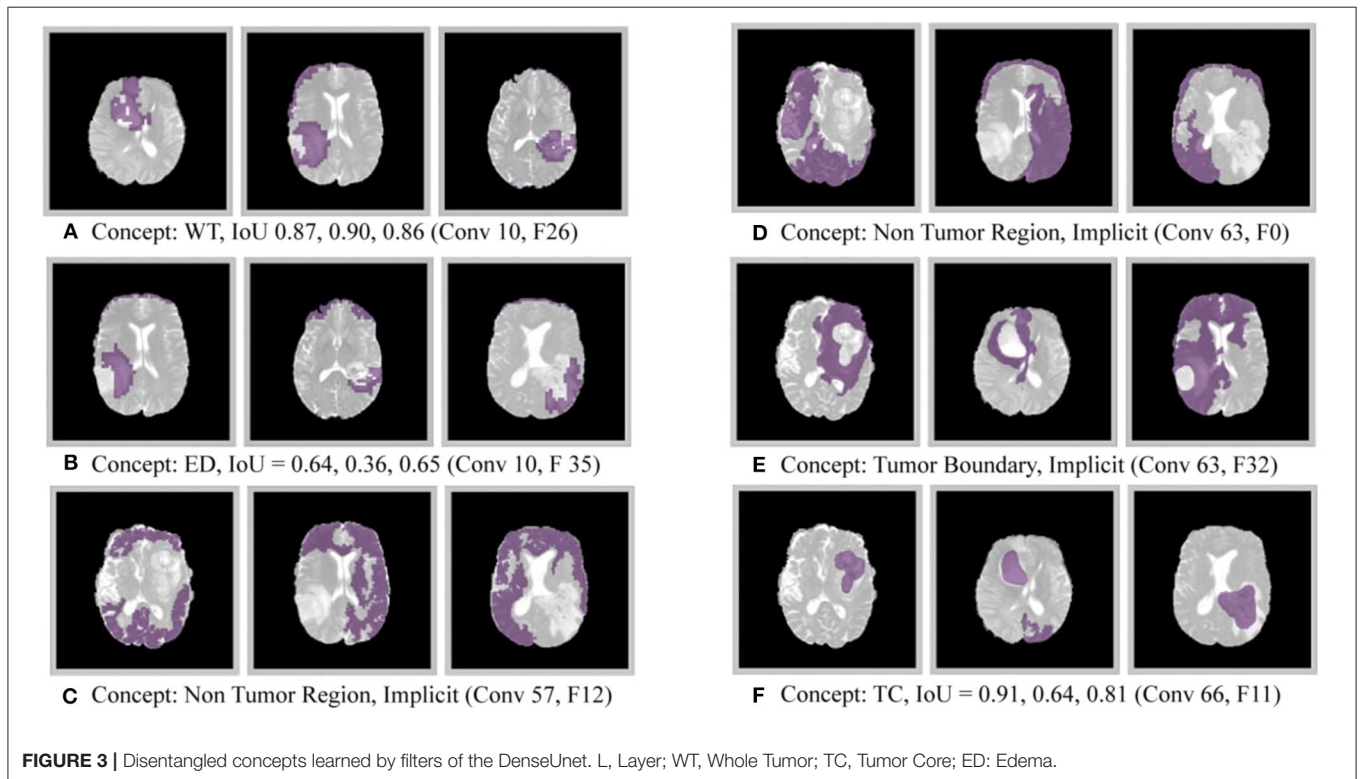 A Concept: WT, IoU 0.87, 0.90, 0.86 (Conv 10, F26)
B Concept: ED, IoU = 0.64, 0.36, 0.65 (Conv 10, F 35)
C Concept: Non Tumor Region, Implicit (Conv 57, F12)
D Concept: Non Tumor Region, Implicit (Conv 63, F0)
E Concept: Tumor Boundary, Implicit (Conv 63, F32)
F Concept: TC, IoU = 0.91, 0.64, 0.81 (Conv 66, F11)
FIGURE 3 | Disentangled concepts learned by filters of the DenseUnet. L, Layer; WT, Whole Tumor; TC, Tumor Core; ED: Edema.